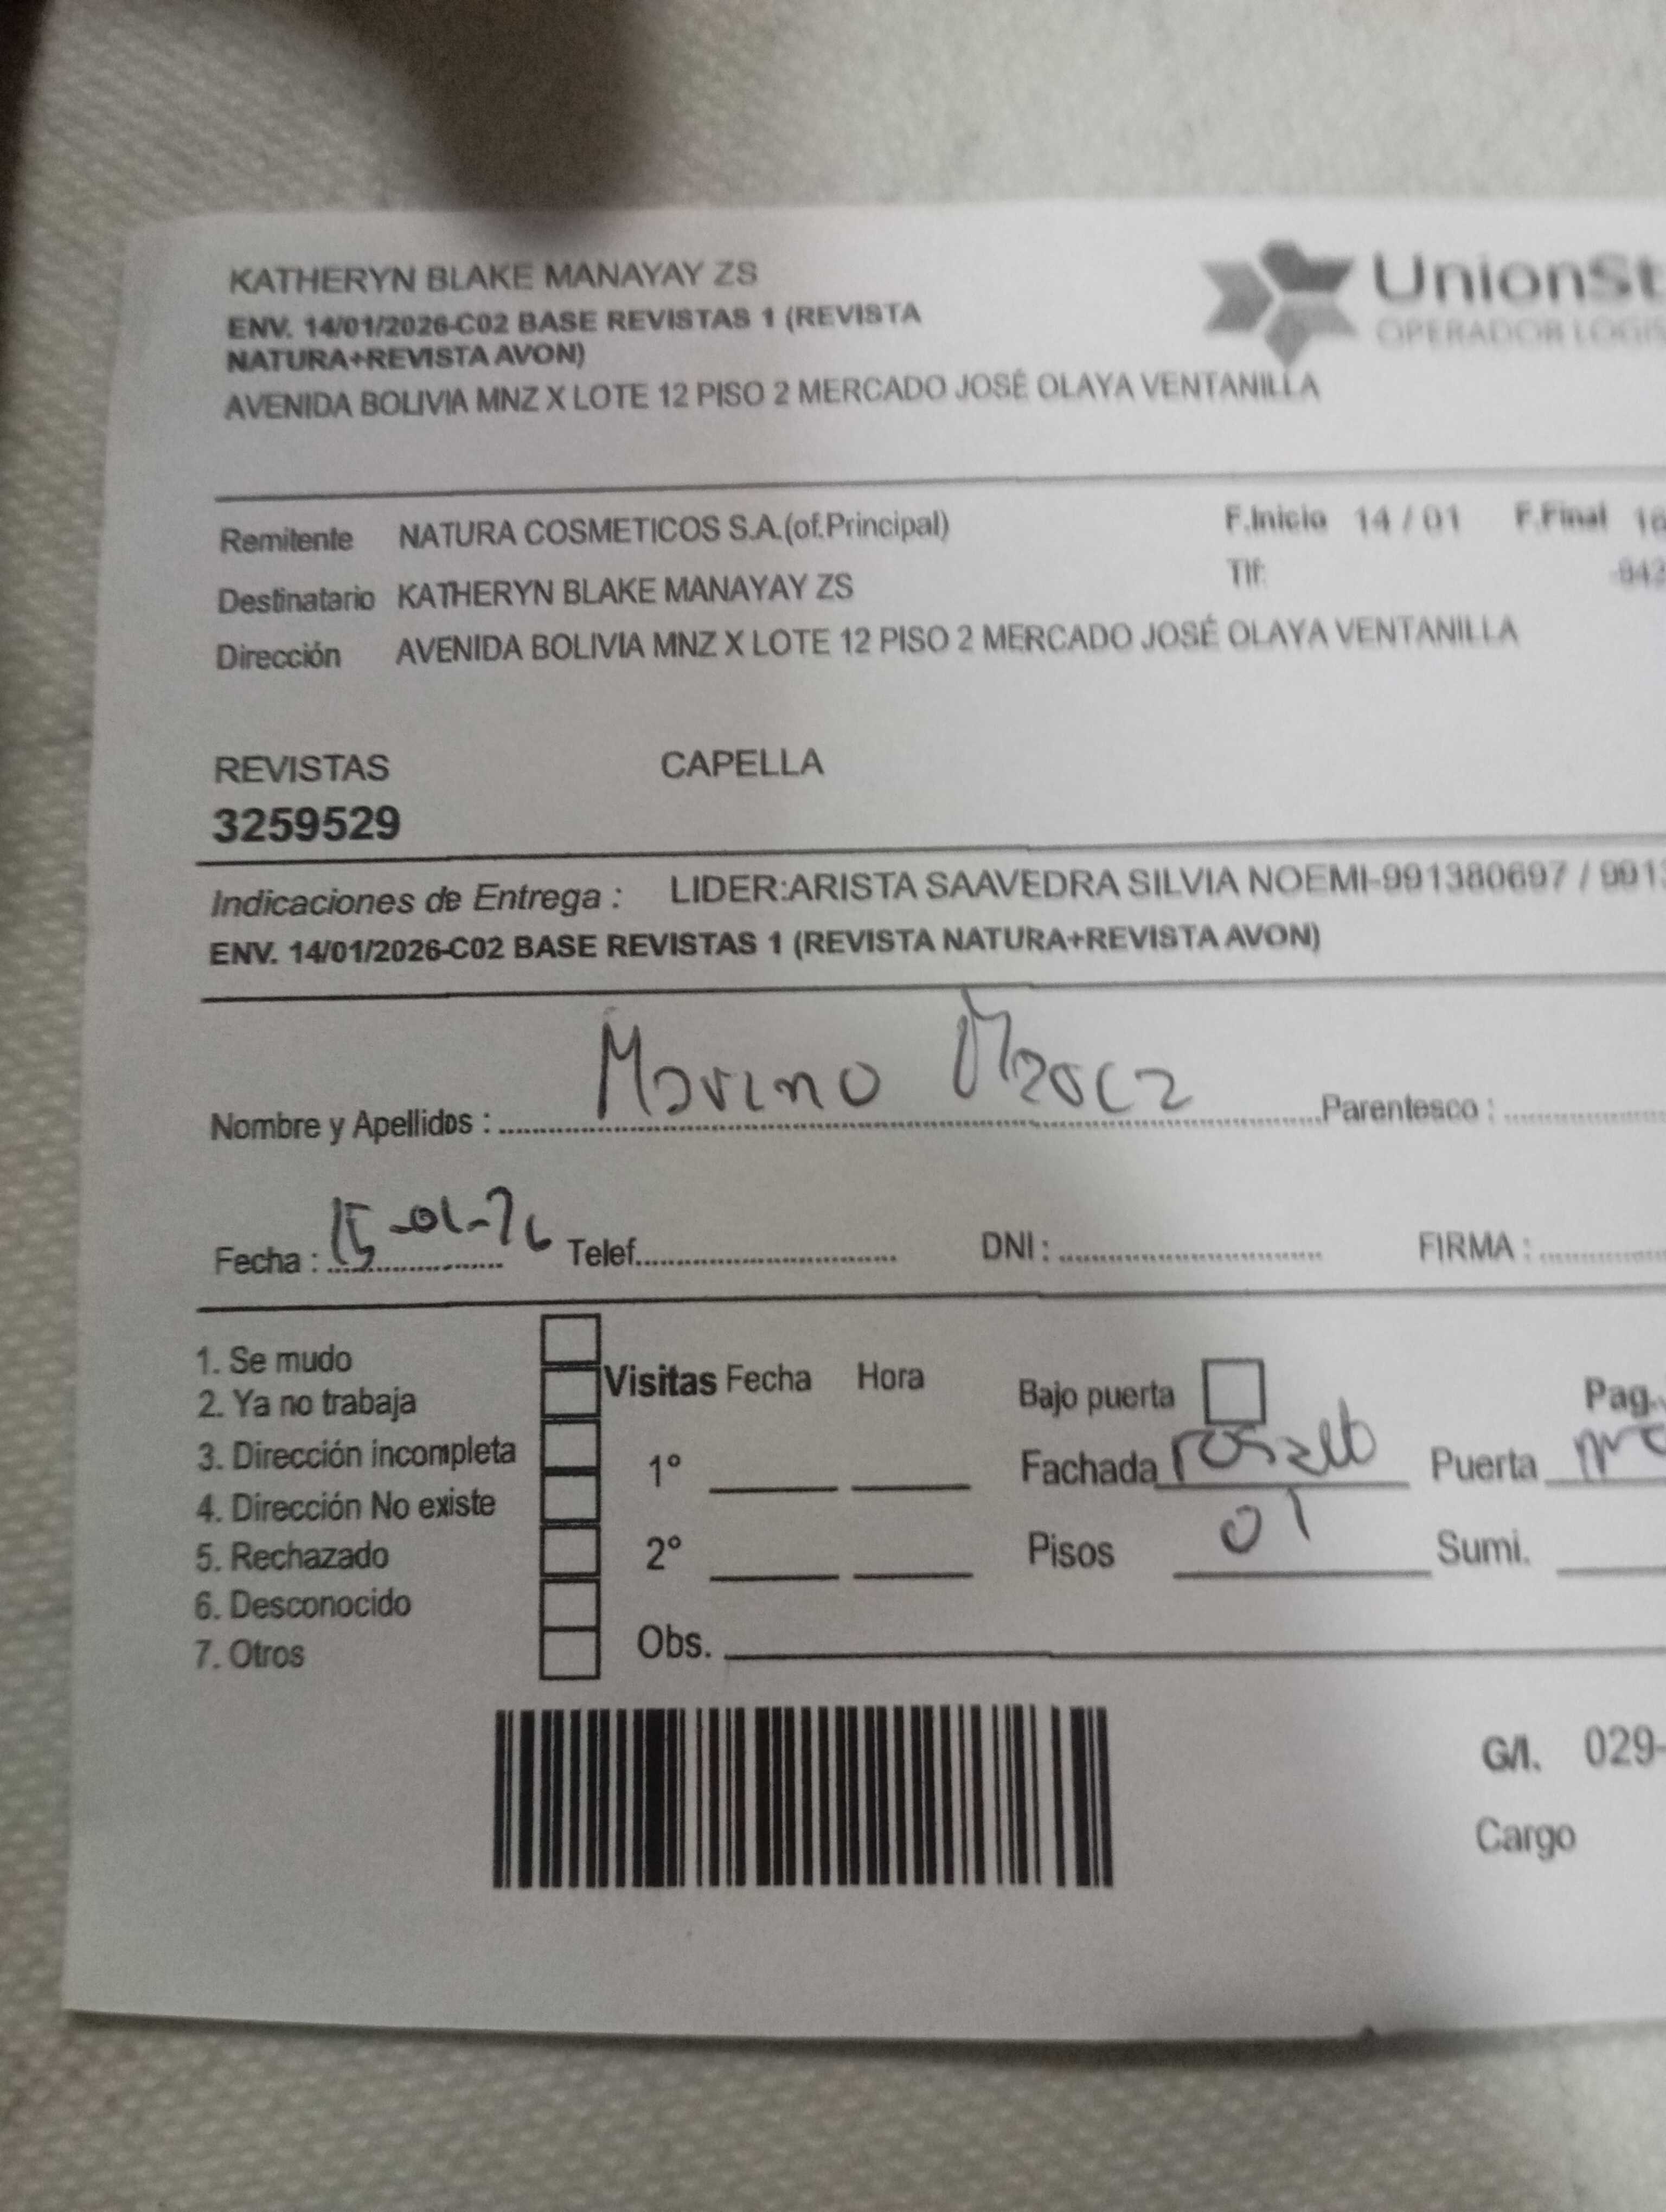 KATHERYN BLAKE MANAYAY ZS
ENV. 14/01/2026-C02 BASE REVISTAS 1 (REVISTA
NATURA+REVISTA AVON)
AVENIDA BOLIVIA MNZ X LOTE 12 PISO 2 MERCADO JOSÉ OLAYA VENTANILLA
UnionSt
OPERADOR LOGIS
Remitente NATURA COSMETICOS S.A.(of.Principal) F.Inicio 14 / 01 F.Final 16
Destinatario KATHERYN BLAKE MANAYAY ZS Tlf: -942
Dirección AVENIDA BOLIVIA MNZ X LOTE 12 PISO 2 MERCADO JOSÉ OLAYA VENTANILLA
REVISTAS CAPELLA
3259529
Indicaciones de Entrega : LIDER:ARISTA SAAVEDRA SILVIA NOEMI-991380697 / 9913
ENV. 14/01/2026-C02 BASE REVISTAS 1 (REVISTA NATURA+REVISTA AVON)
Nombre y Apellidos : Marino Parentesco :
Fecha : 15-01-26 Telef. DNI : FIRMA :
1. Se mudo
2. Ya no trabaja
3. Dirección incompleta
4. Dirección No existe
5. Rechazado
6. Desconocido
7. Otros
Visitas Fecha Hora
1°
2°
Obs.
Bajo puerta Pag.
Fachada Puerta
Pisos 01 Sumi.
G/I. 029-
Cargo